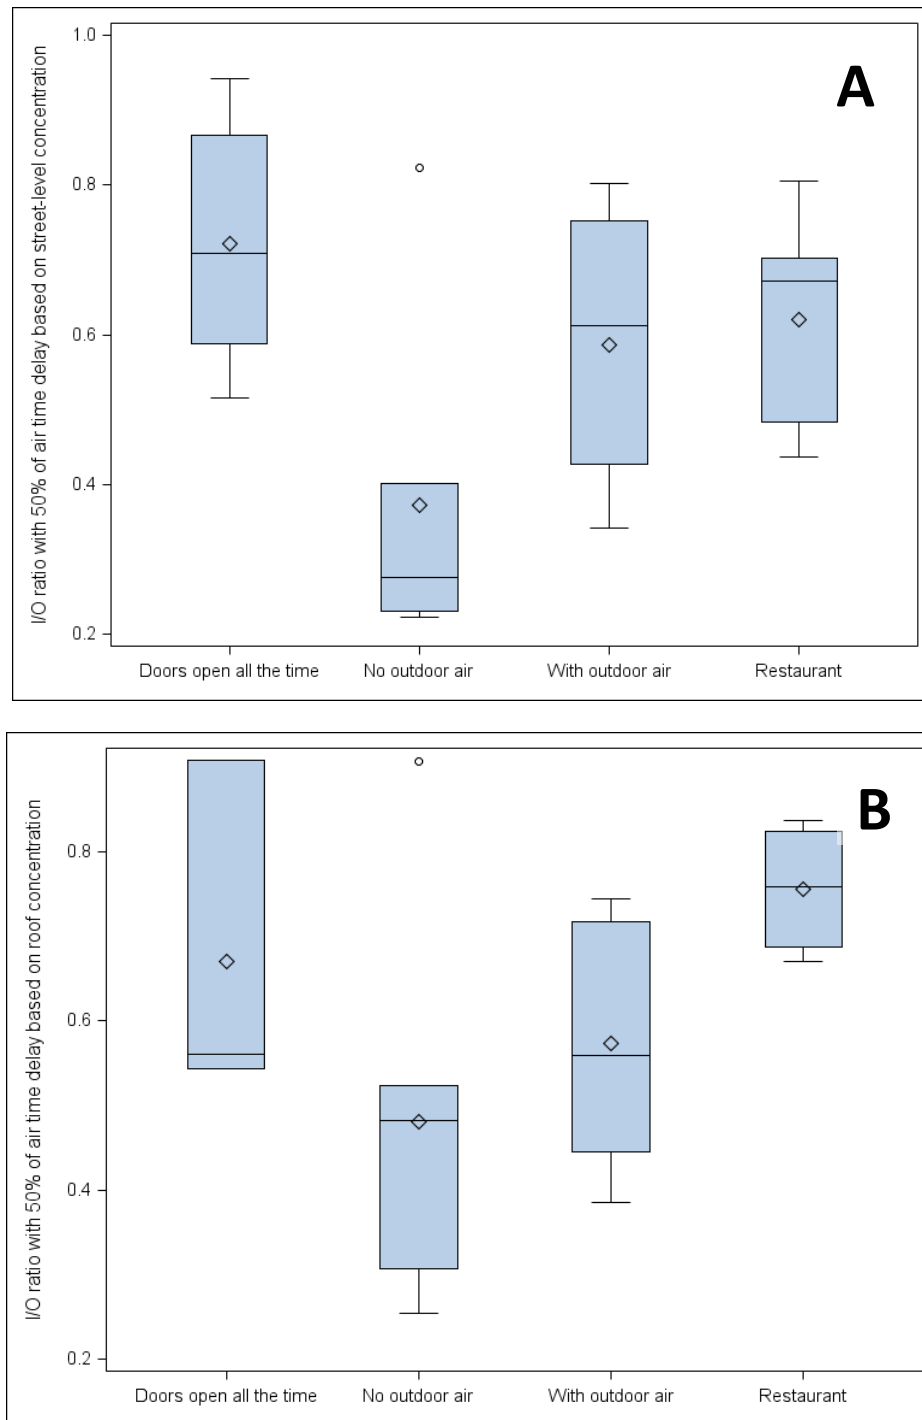 A
I/O ratio with 50% of air time delay based on street-level concentration
1.0
0.8
0.6
0.4
0.2
Doors open all the time No outdoor air With outdoor air Restaurant
B
I/O ratio with 50% of air time delay based on roof concentration
0.8
0.6
0.4
0.2
Doors open all the time No outdoor air With outdoor air Restaurant